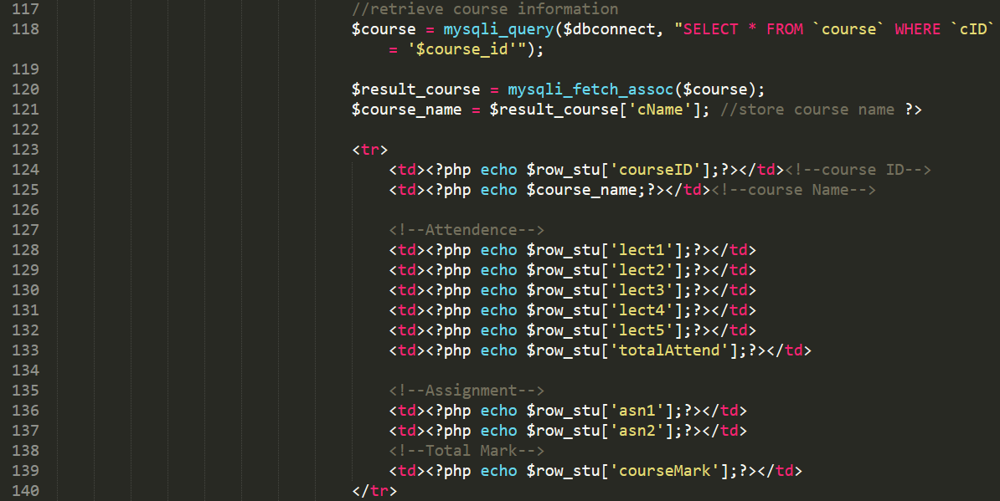 117 //retrieve course information
118 $course = mysqli_query($dbconnect, "SELECT * FROM `course` WHERE `cID`
= '$course_id'");
119
120 $result_course = mysqli_fetch_assoc($course);
121 $course_name = $result_course['cName']; //store course name ?>
122
123 <tr>
124 <td><?php echo $row_stu['courseID'];?></td><!--course ID-->
125 <td><?php echo $course_name;?></td><!--course Name-->
126
127 <!--Attendence-->
128 <td><?php echo $row_stu['lect1'];?></td>
129 <td><?php echo $row_stu['lect2'];?></td>
130 <td><?php echo $row_stu['lect3'];?></td>
131 <td><?php echo $row_stu['lect4'];?></td>
132 <td><?php echo $row_stu['lect5'];?></td>
133 <td><?php echo $row_stu['totalAttend'];?></td>
134
135 <!--Assignment-->
136 <td><?php echo $row_stu['asn1'];?></td>
137 <td><?php echo $row_stu['asn2'];?></td>
138 <!--Total Mark-->
139 <td><?php echo $row_stu['courseMark'];?></td>
140 </tr>